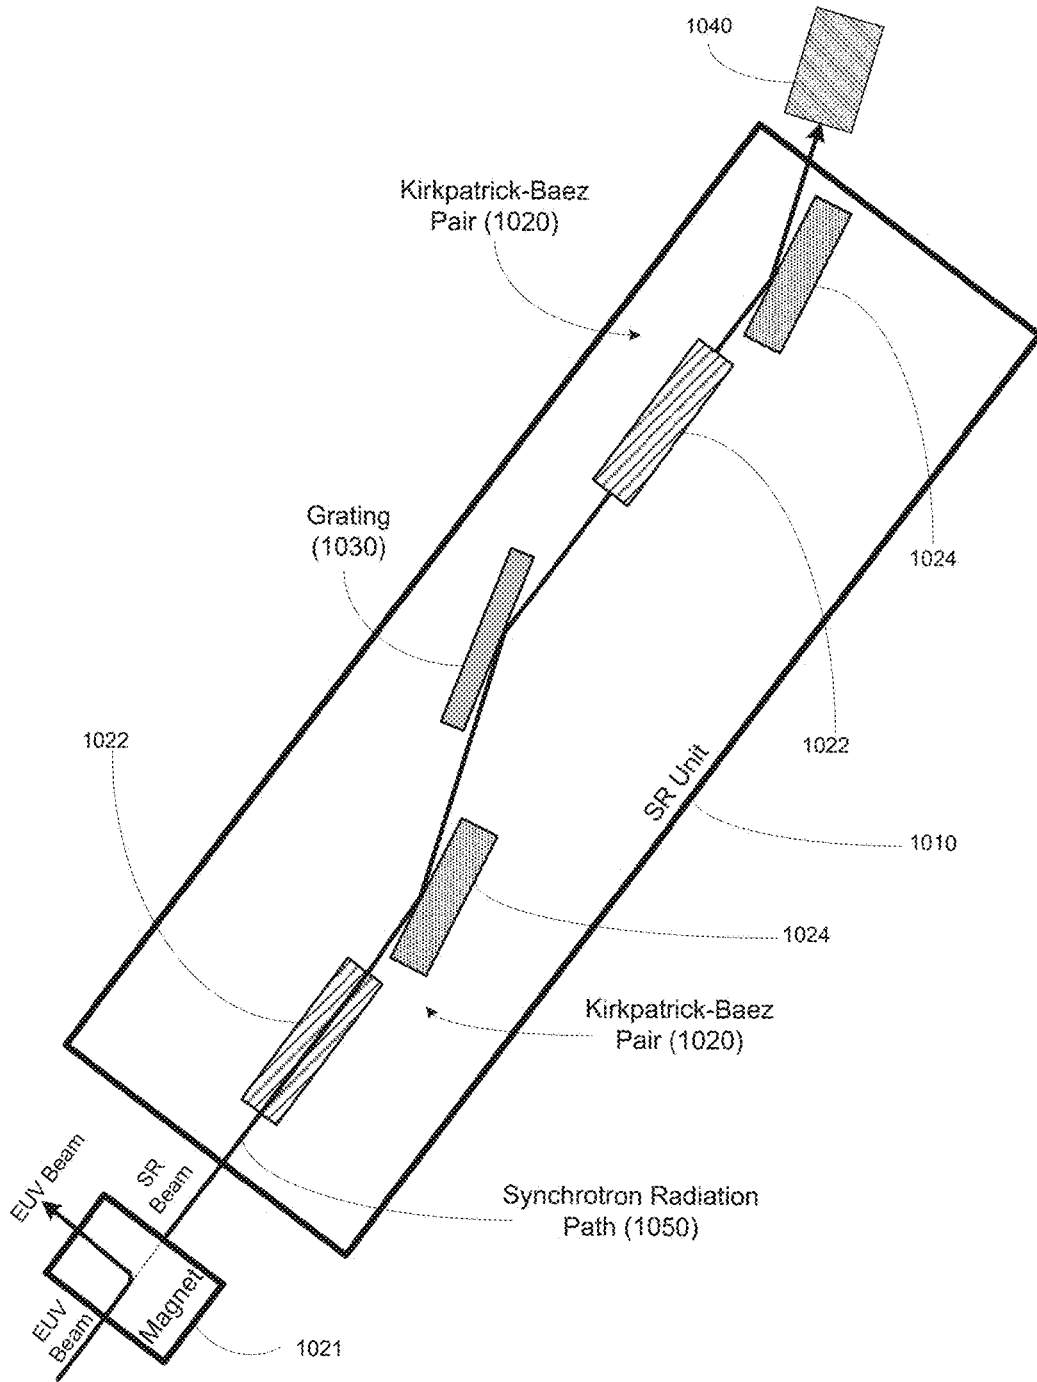 1040
Kirkpatrick-Baez
Pair (1020)
Grating
(1030)
1024
1022
1022
SR Unit
1010
1024
Kirkpatrick-Baez
Pair (1020)
EUV Beam
SR
Beam
Synchrotron Radiation
Path (1050)
EUV
Beam
Magnet
1021